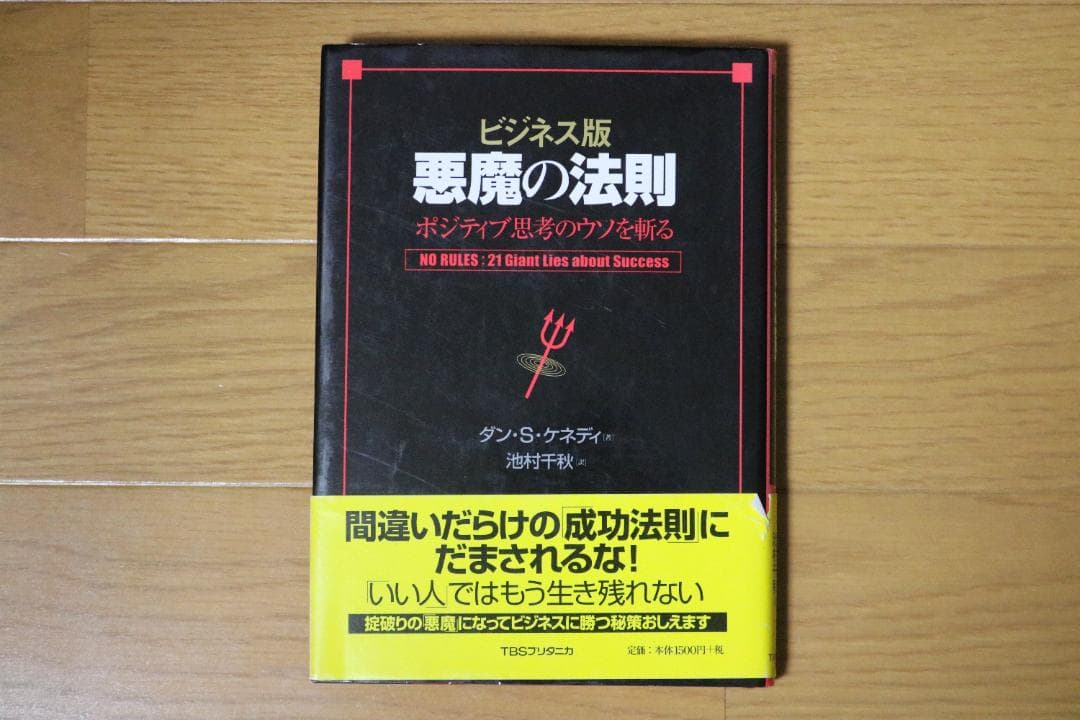 ビジネス版
悪魔の法則
ポジティブ思考のウソを斬る
NO RULES : 21 Giant Lies about Success
ダン・S・ケネディ[著]
池村千秋[訳]
間違いだらけの「成功法則」に
だまされるな!
「いい人」ではもう生き残れない
掟破りの「悪魔」になってビジネスに勝つ秘策おしえます
TBSブリタニカ
定価:本体1500円+税